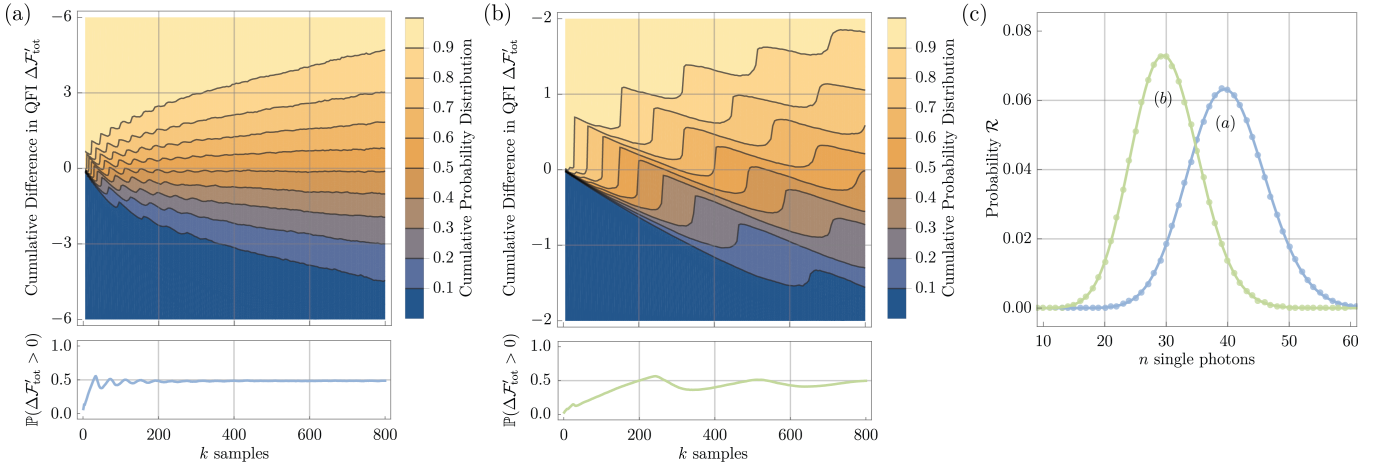 (a)
Cumulative Difference in QFI ΔF′tot
−6
−3
0
3
−6
0.9
0.8
0.7
0.6
0.5
0.4
0.3
0.2
0.1
Cumulative Probability Distribution
ℙ(ΔF′tot > 0)
1.0
0.5
0.0
0 200 400 600 800
k samples
(b)
Cumulative Difference in QFI ΔF′tot
−2
1
0
−1
−2
0.9
0.8
0.7
0.6
0.5
0.4
0.3
0.2
0.1
Cumulative Probability Distribution
ℙ(ΔF′tot > 0)
1.0
0.5
0.0
0 200 400 600 800
k samples
(c)
Probability R
0.08
0.06
0.04
0.02
0.00
(b)
(a)
10 20 30 40 50 60
n single photons